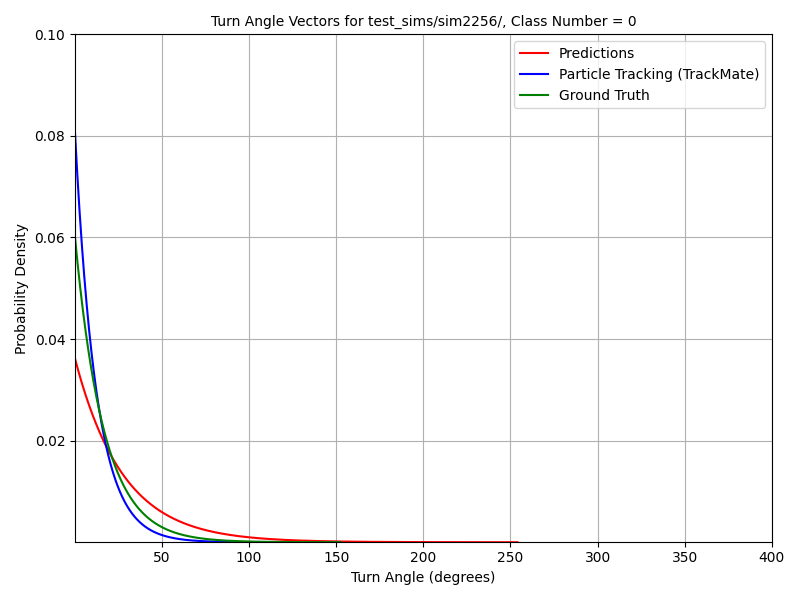 Turn Angle Vectors for test_sims/sim2256/, Class Number = 0
Predictions
Particle Tracking (TrackMate)
Ground Truth
Probability Density
0.10
0.08
0.06
0.04
0.02
50 100 150 200 250 300 350 400
Turn Angle (degrees)